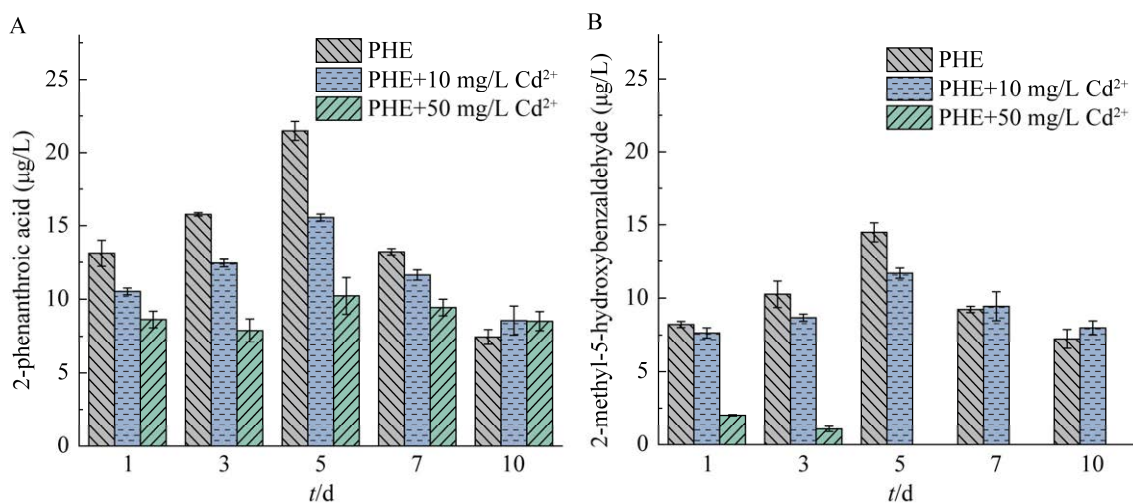 A
PHE
PHE+10 mg/L Cd²⁺
PHE+50 mg/L Cd²⁺
2-phenanthroic acid (μg/L)
25
20
15
10
5
0
1 3 5 7 10
t/d
B
PHE
PHE+10 mg/L Cd²⁺
PHE+50 mg/L Cd²⁺
2-methyl-5-hydroxybenzaldehyde (μg/L)
25
20
15
10
5
0
1 3 5 7 10
t/d